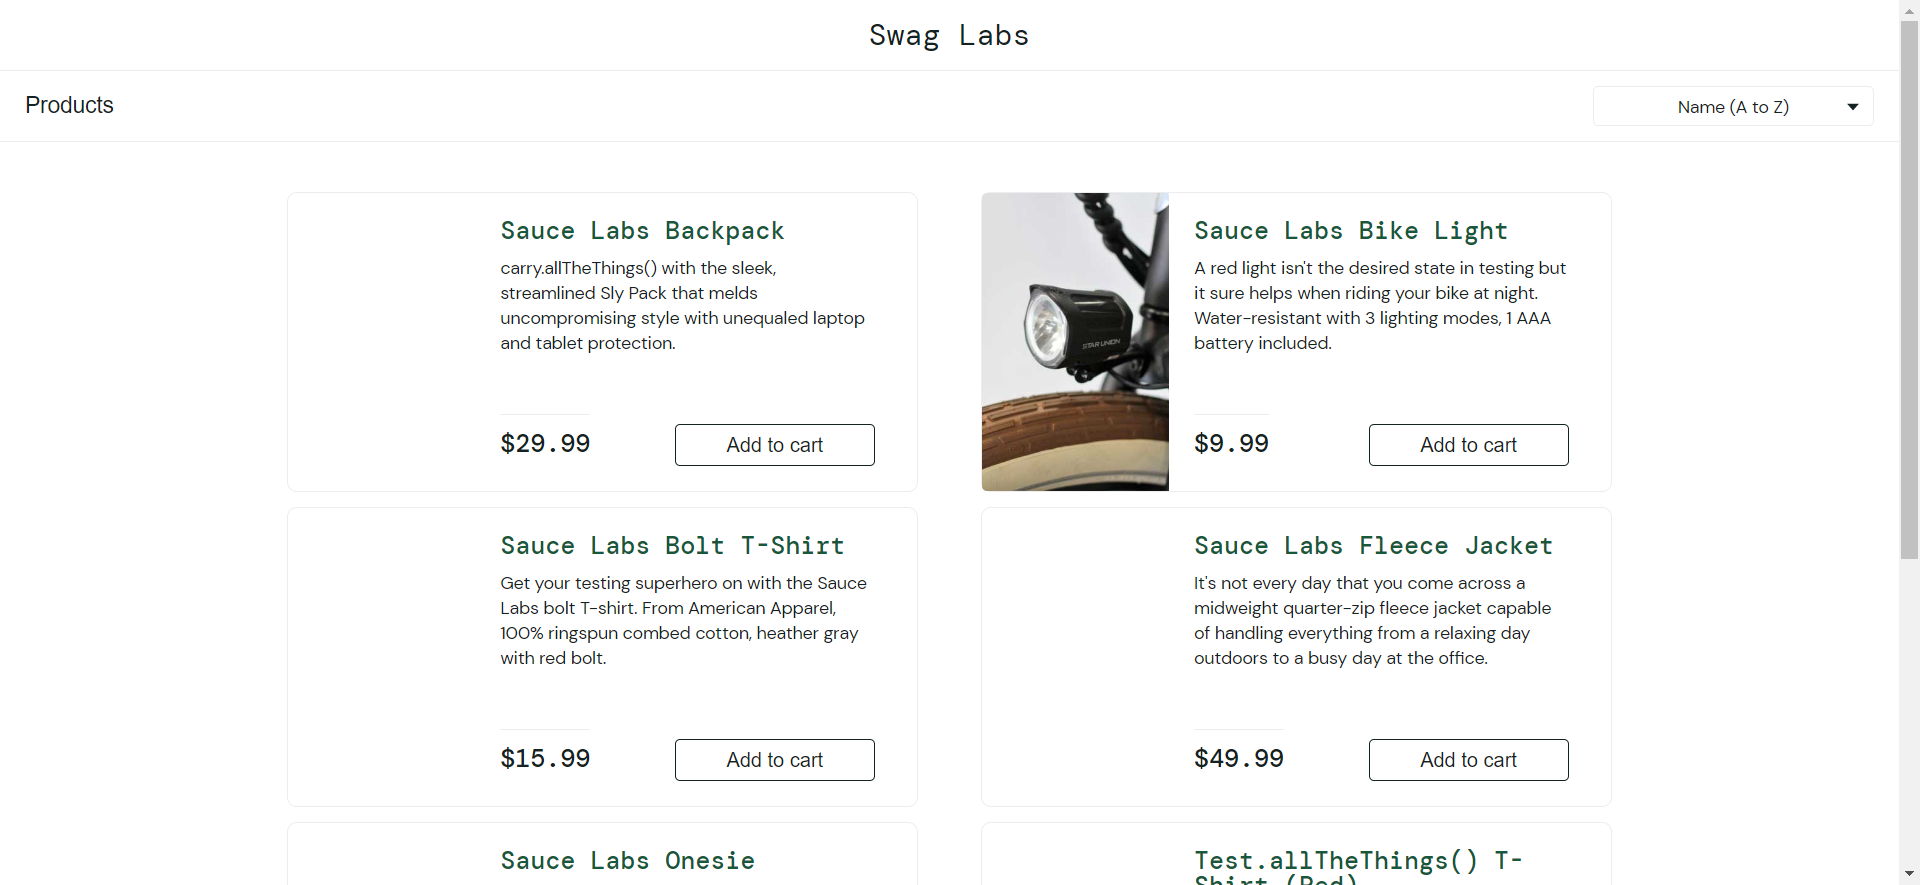 Swag Labs
Products
Name (A to Z)
Sauce Labs Backpack
carry.allTheThings() with the sleek,
streamlined Sly Pack that melds
uncompromising style with unequaled laptop
and tablet protection.
$29.99
Add to cart
STAR UNION
Sauce Labs Bike Light
A red light isn't the desired state in testing but
it sure helps when riding your bike at night.
Water-resistant with 3 lighting modes, 1 AAA
battery included.
$9.99
Add to cart
Sauce Labs Bolt T-Shirt
Get your testing superhero on with the Sauce
Labs bolt T-shirt. From American Apparel,
100% ringspun combed cotton, heather gray
with red bolt.
$15.99
Add to cart
Sauce Labs Fleece Jacket
It's not every day that you come across a
midweight quarter-zip fleece jacket capable
of handling everything from a relaxing day
outdoors to a busy day at the office.
$49.99
Add to cart
Sauce Labs Onesie
Test.allTheThings() T-
Shirt (Red)